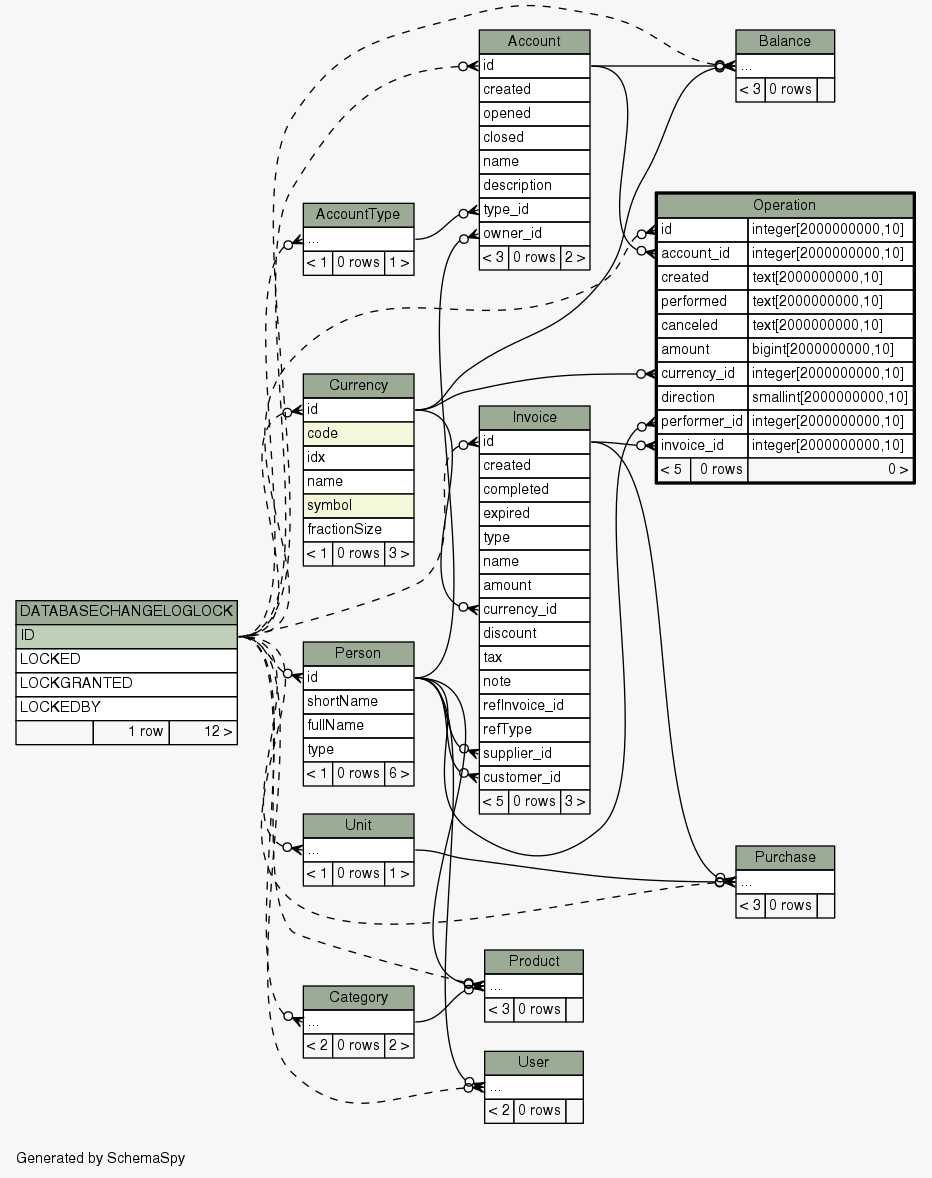 Account
id
created
opened
closed
name
description
type_id
owner_id
< 3 0 rows 2 >
Balance
...
< 3 0 rows
AccountType
...
< 1 0 rows 1 >
Operation
id integer[2000000000,10]
account_id integer[2000000000,10]
created text[2000000000,10]
performed text[2000000000,10]
canceled text[2000000000,10]
amount bigint[2000000000,10]
currency_id integer[2000000000,10]
direction smallint[2000000000,10]
performer_id integer[2000000000,10]
invoice_id integer[2000000000,10]
< 5 0 rows 0 >
Currency
id
code
idx
name
symbol
fractionSize
< 1 0 rows 3 >
Invoice
id
created
completed
expired
type
name
amount
currency_id
discount
tax
note
refInvoice_id
refType
supplier_id
customer_id
< 5 0 rows 3 >
DATABASECHANGELOGLOCK
ID
LOCKED
LOCKGRANTED
LOCKEDBY
1 row 12 >
Person
id
shortName
fullName
type
< 1 0 rows 6 >
Unit
...
< 1 0 rows 1 >
Purchase
...
< 3 0 rows
Product
...
< 3 0 rows
Category
...
< 2 0 rows 2 >
User
...
< 2 0 rows
Generated by SchemaSpy